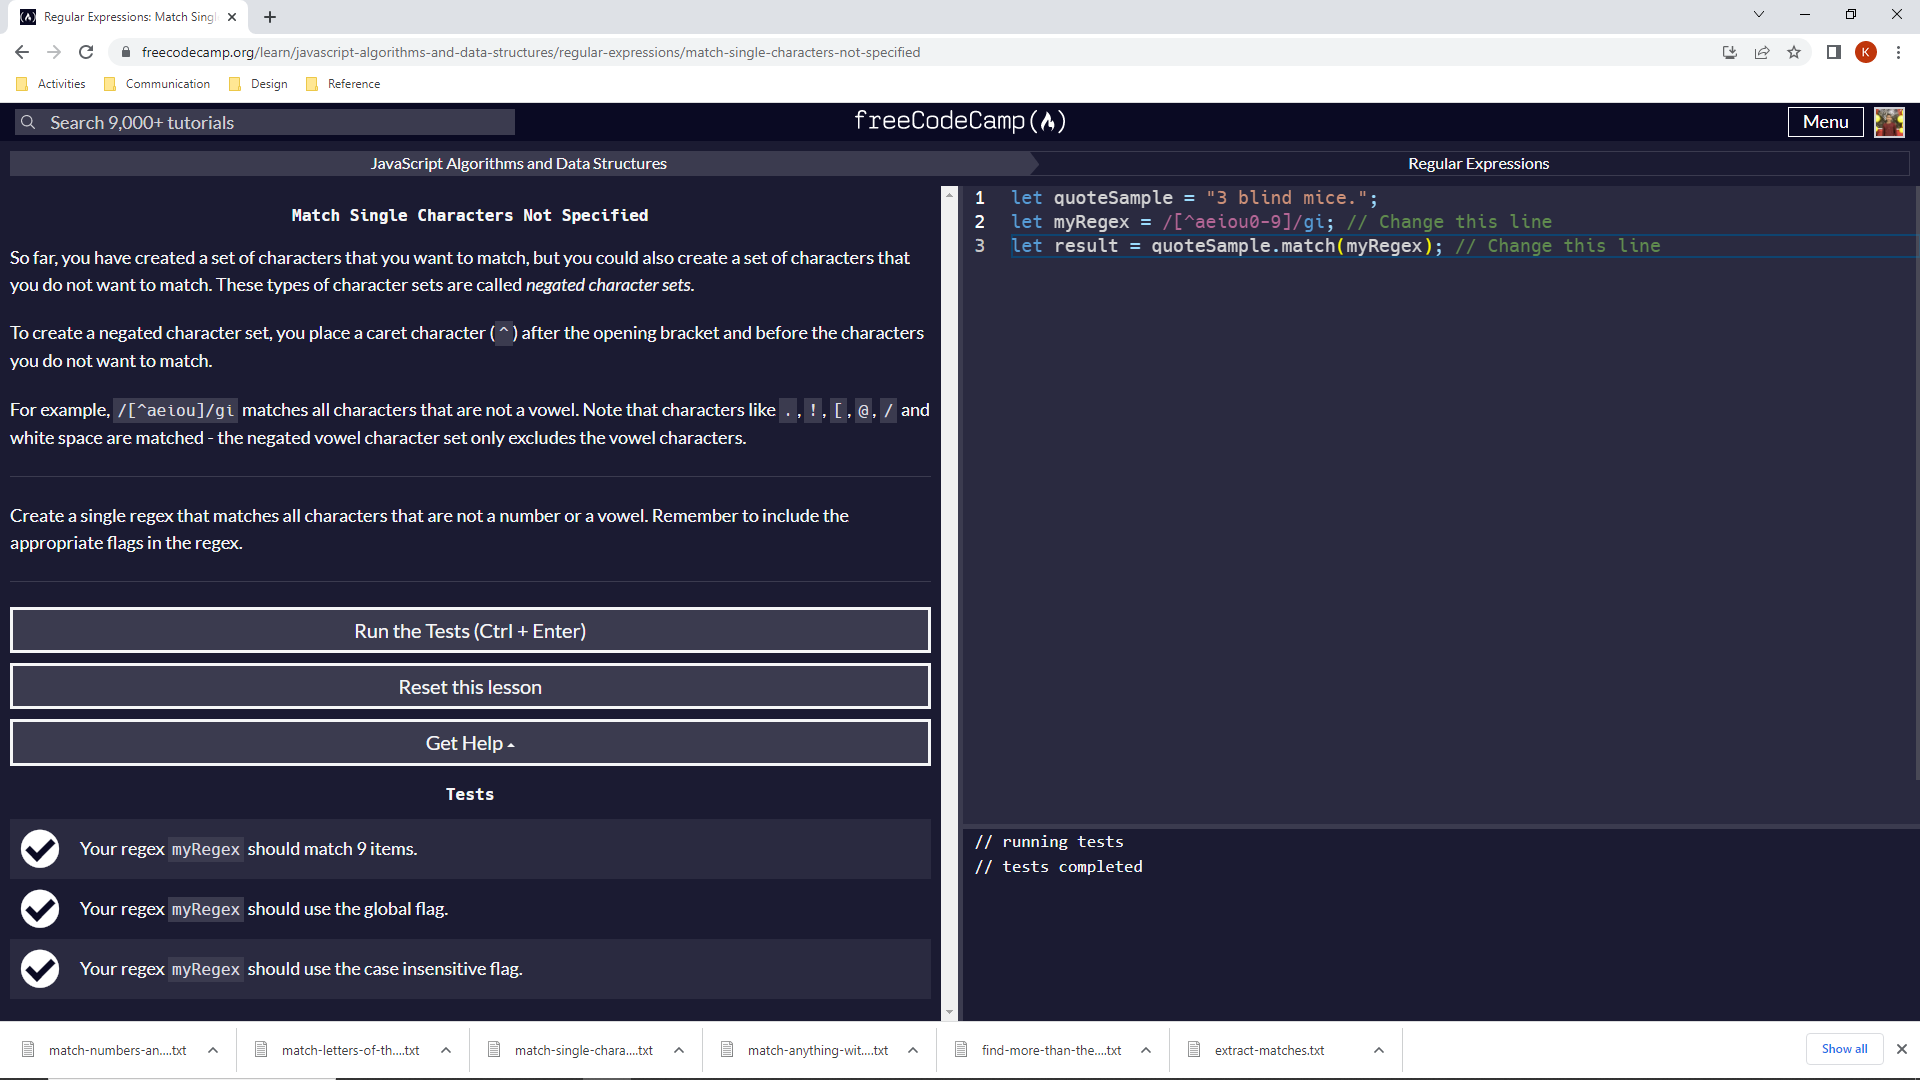 Regular Expressions: Match Singl
freecodecamp.org/learn/javascript-algorithms-and-data-structures/regular-expressions/match-single-characters-not-specified
K
Activities
Communication
Design
Reference
Search 9,000+ tutorials
freeCodeCamp
Menu
JavaScript Algorithms and Data Structures
Regular Expressions
Match Single Characters Not Specified
So far, you have created a set of characters that you want to match, but you could also create a set of characters that
you do not want to match. These types of character sets are called negated character sets.
To create a negated character set, you place a caret character (^) after the opening bracket and before the characters
you do not want to match.
For example, /[^aeiou]/gi matches all characters that are not a vowel. Note that characters like ., !, [, @, / and
white space are matched - the negated vowel character set only excludes the vowel characters.
Create a single regex that matches all characters that are not a number or a vowel. Remember to include the
appropriate flags in the regex.
Run the Tests (Ctrl + Enter)
Reset this lesson
Get Help
Tests
Your regex myRegex should match 9 items.
Your regex myRegex should use the global flag.
Your regex myRegex should use the case insensitive flag.
1 let quoteSample = "3 blind mice.";
2 let myRegex = /[^aeiou0-9]/gi; // Change this line
3 let result = quoteSample.match(myRegex); // Change this line
// running tests
// tests completed
match-numbers-an....txt
match-letters-of-th....txt
match-single-chara....txt
match-anything-wit....txt
find-more-than-the....txt
extract-matches.txt
Show all